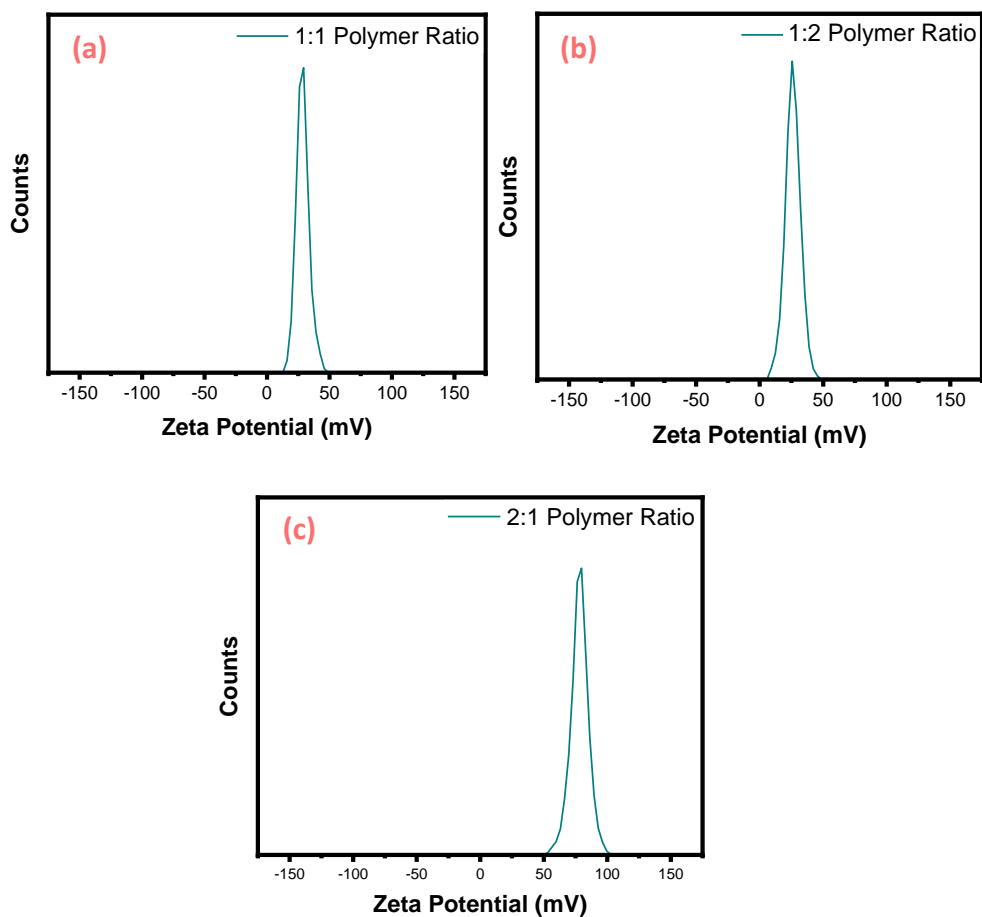 (a)
1:1 Polymer Ratio
Counts
-150 -100 -50 0 50 100 150
Zeta Potential (mV)
(b)
1:2 Polymer Ratio
Counts
-150 -100 -50 0 50 100 150
Zeta Potential (mV)
(c)
2:1 Polymer Ratio
Counts
-150 -100 -50 0 50 100 150
Zeta Potential (mV)